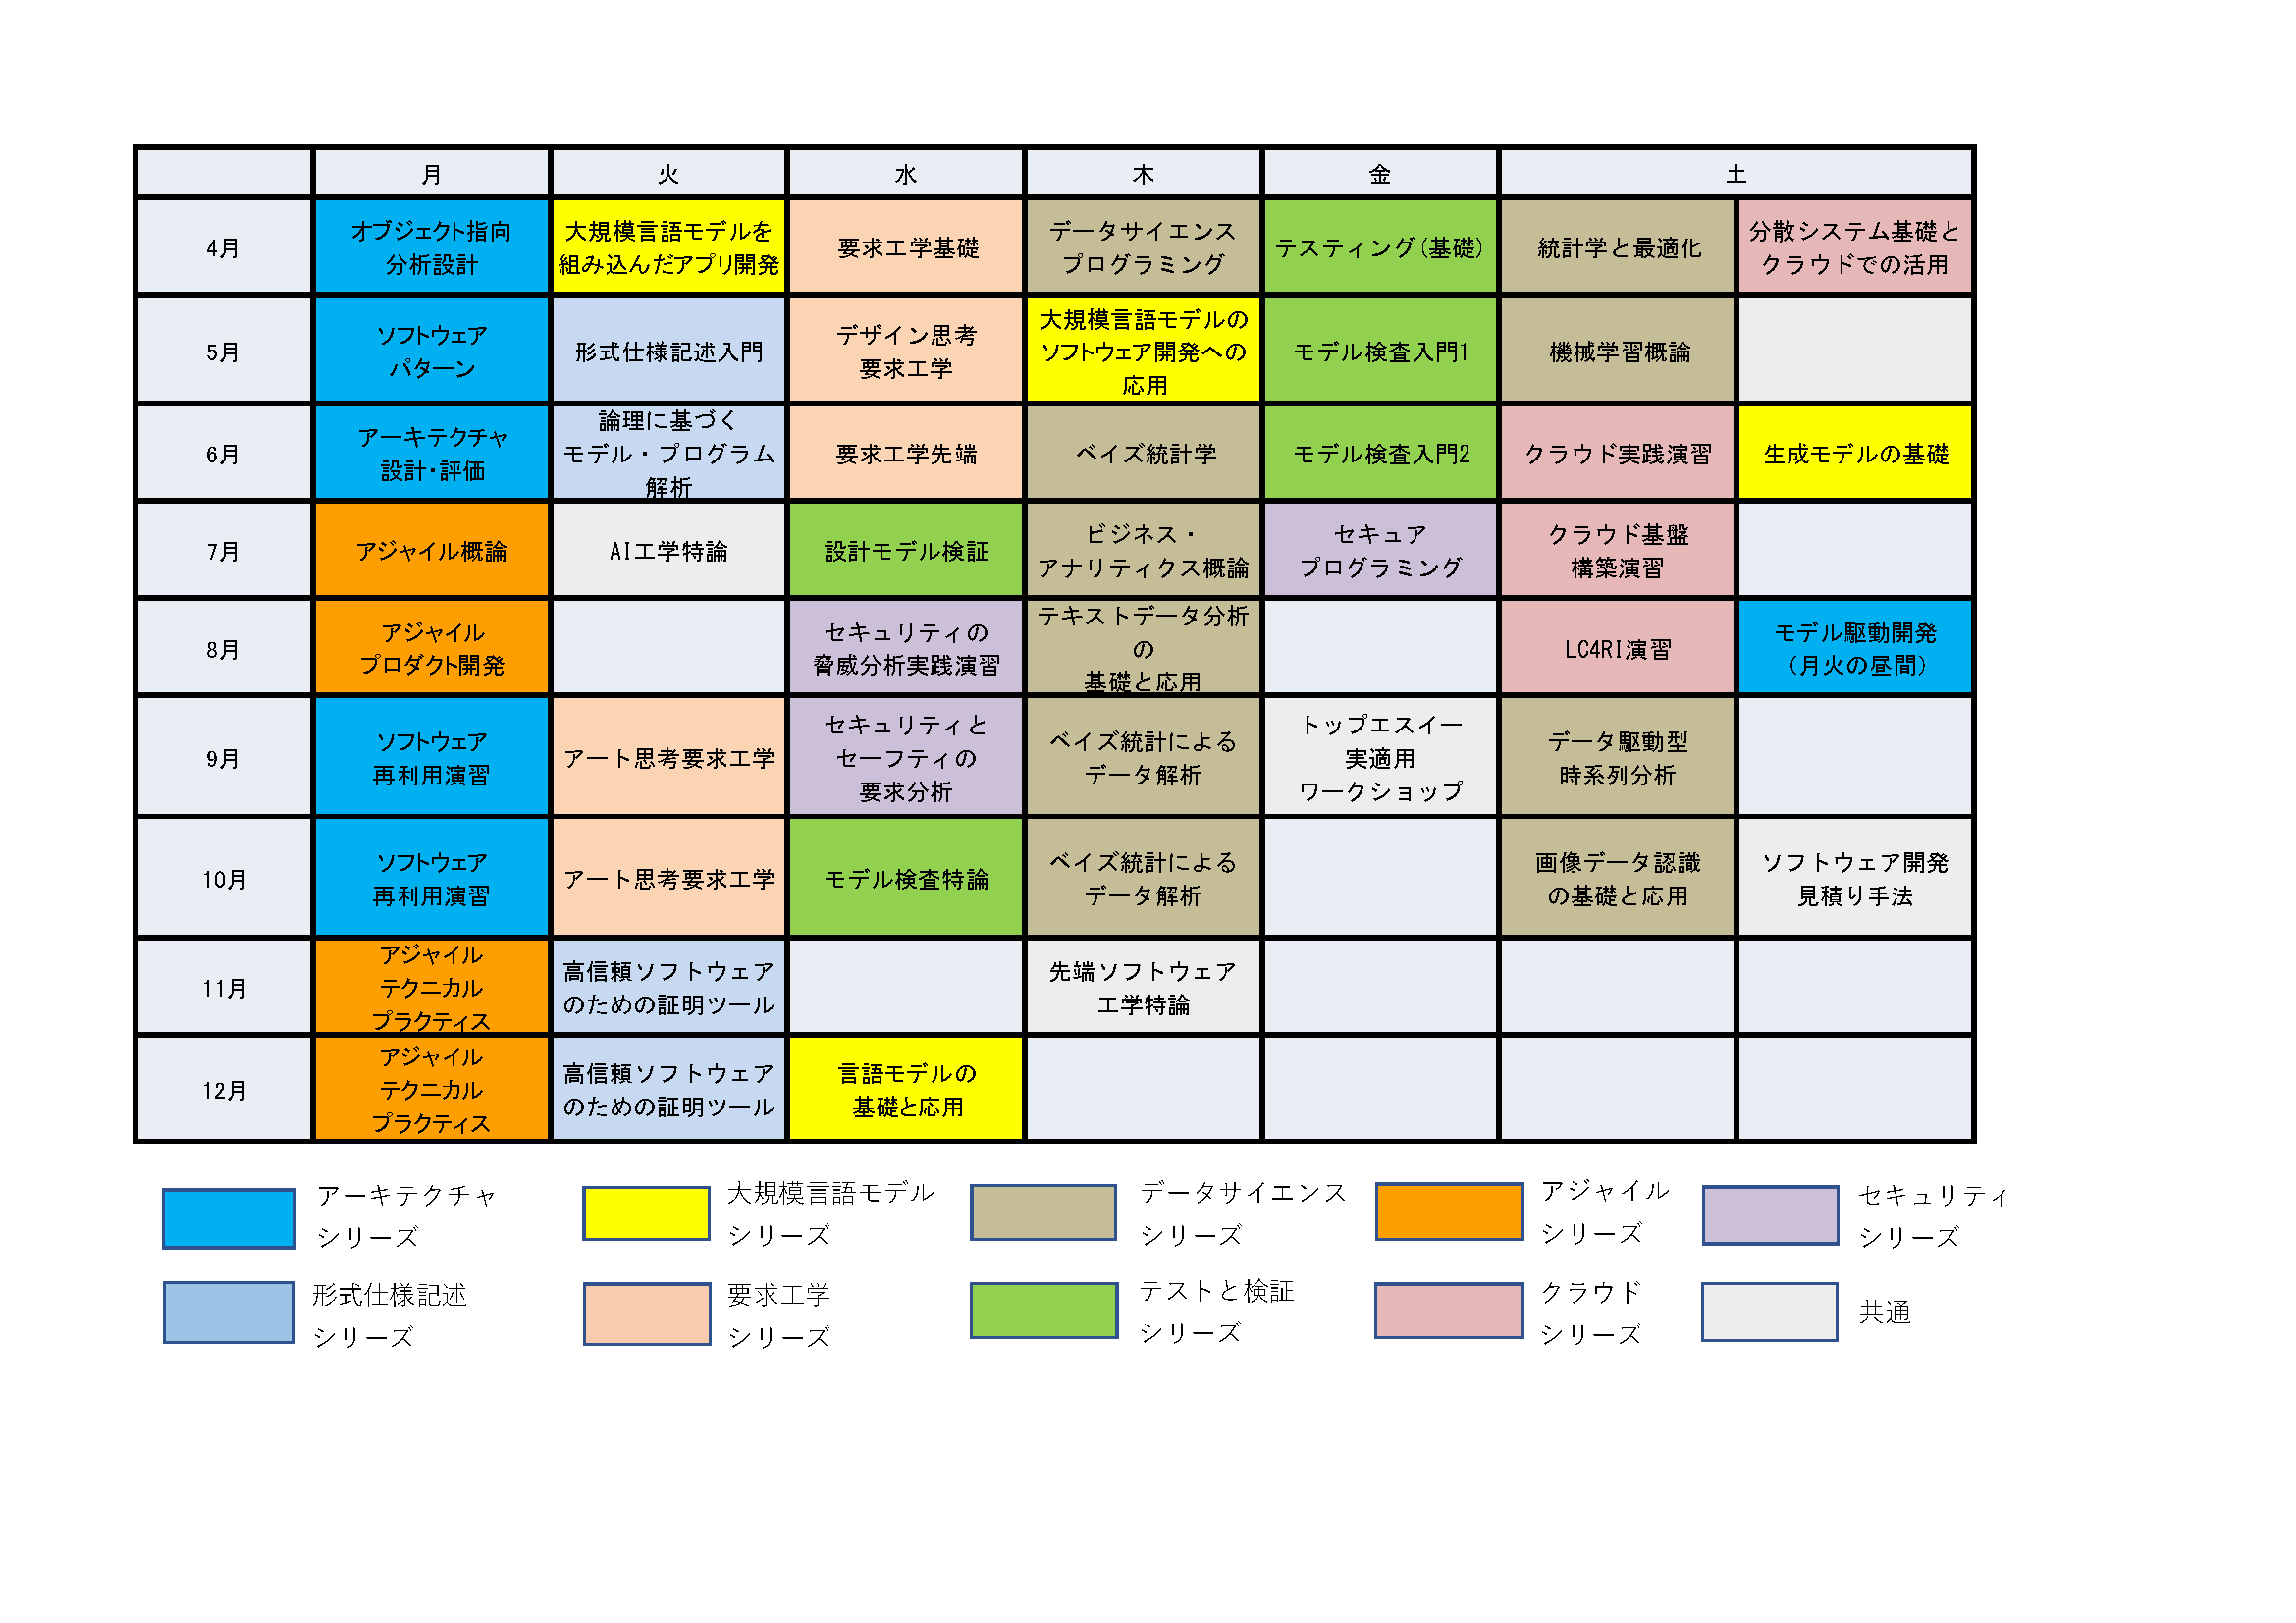 月 火 水 木 金 土
4月
オブジェクト指向
分析設計
大規模言語モデルを
組み込んだアプリ開発
要求工学基礎
データサイエンス
プログラミング
テスティング(基礎)
統計学と最適化
分散システム基礎と
クラウドでの活用
5月
ソフトウェア
パターン
形式仕様記述入門
デザイン思考
要求工学
大規模言語モデルの
ソフトウェア開発への
応用
モデル検査入門1
機械学習概論
6月
アーキテクチャ
設計・評価
論理に基づく
モデル・プログラム
解析
要求工学先端
ベイズ統計学
モデル検査入門2
クラウド実践演習
生成モデルの基礎
7月
アジャイル概論
AI工学特論
設計モデル検証
ビジネス・
アナリティクス概論
セキュア
プログラミング
クラウド基盤
構築演習
8月
アジャイル
プロダクト開発
セキュリティの
脅威分析実践演習
テキストデータ分析
の
基礎と応用
LC4RI演習
モデル駆動開発
(月火の昼間)
9月
ソフトウェア
再利用演習
アート思考要求工学
セキュリティと
セーフティの
要求分析
ベイズ統計による
データ解析
トップエスイー
実適用
ワークショップ
データ駆動型
時系列分析
10月
ソフトウェア
再利用演習
アート思考要求工学
モデル検査特論
ベイズ統計による
データ解析
画像データ認識
の基礎と応用
ソフトウェア開発
見積り手法
11月
アジャイル
テクニカル
プラクティス
高信頼ソフトウェア
のための証明ツール
先端ソフトウェア
工学特論
12月
アジャイル
テクニカル
プラクティス
高信頼ソフトウェア
のための証明ツール
言語モデルの
基礎と応用
アーキテクチャ
シリーズ
大規模言語モデル
シリーズ
データサイエンス
シリーズ
アジャイル
シリーズ
セキュリティ
シリーズ
形式仕様記述
シリーズ
要求工学
シリーズ
テストと検証
シリーズ
クラウド
シリーズ
共通